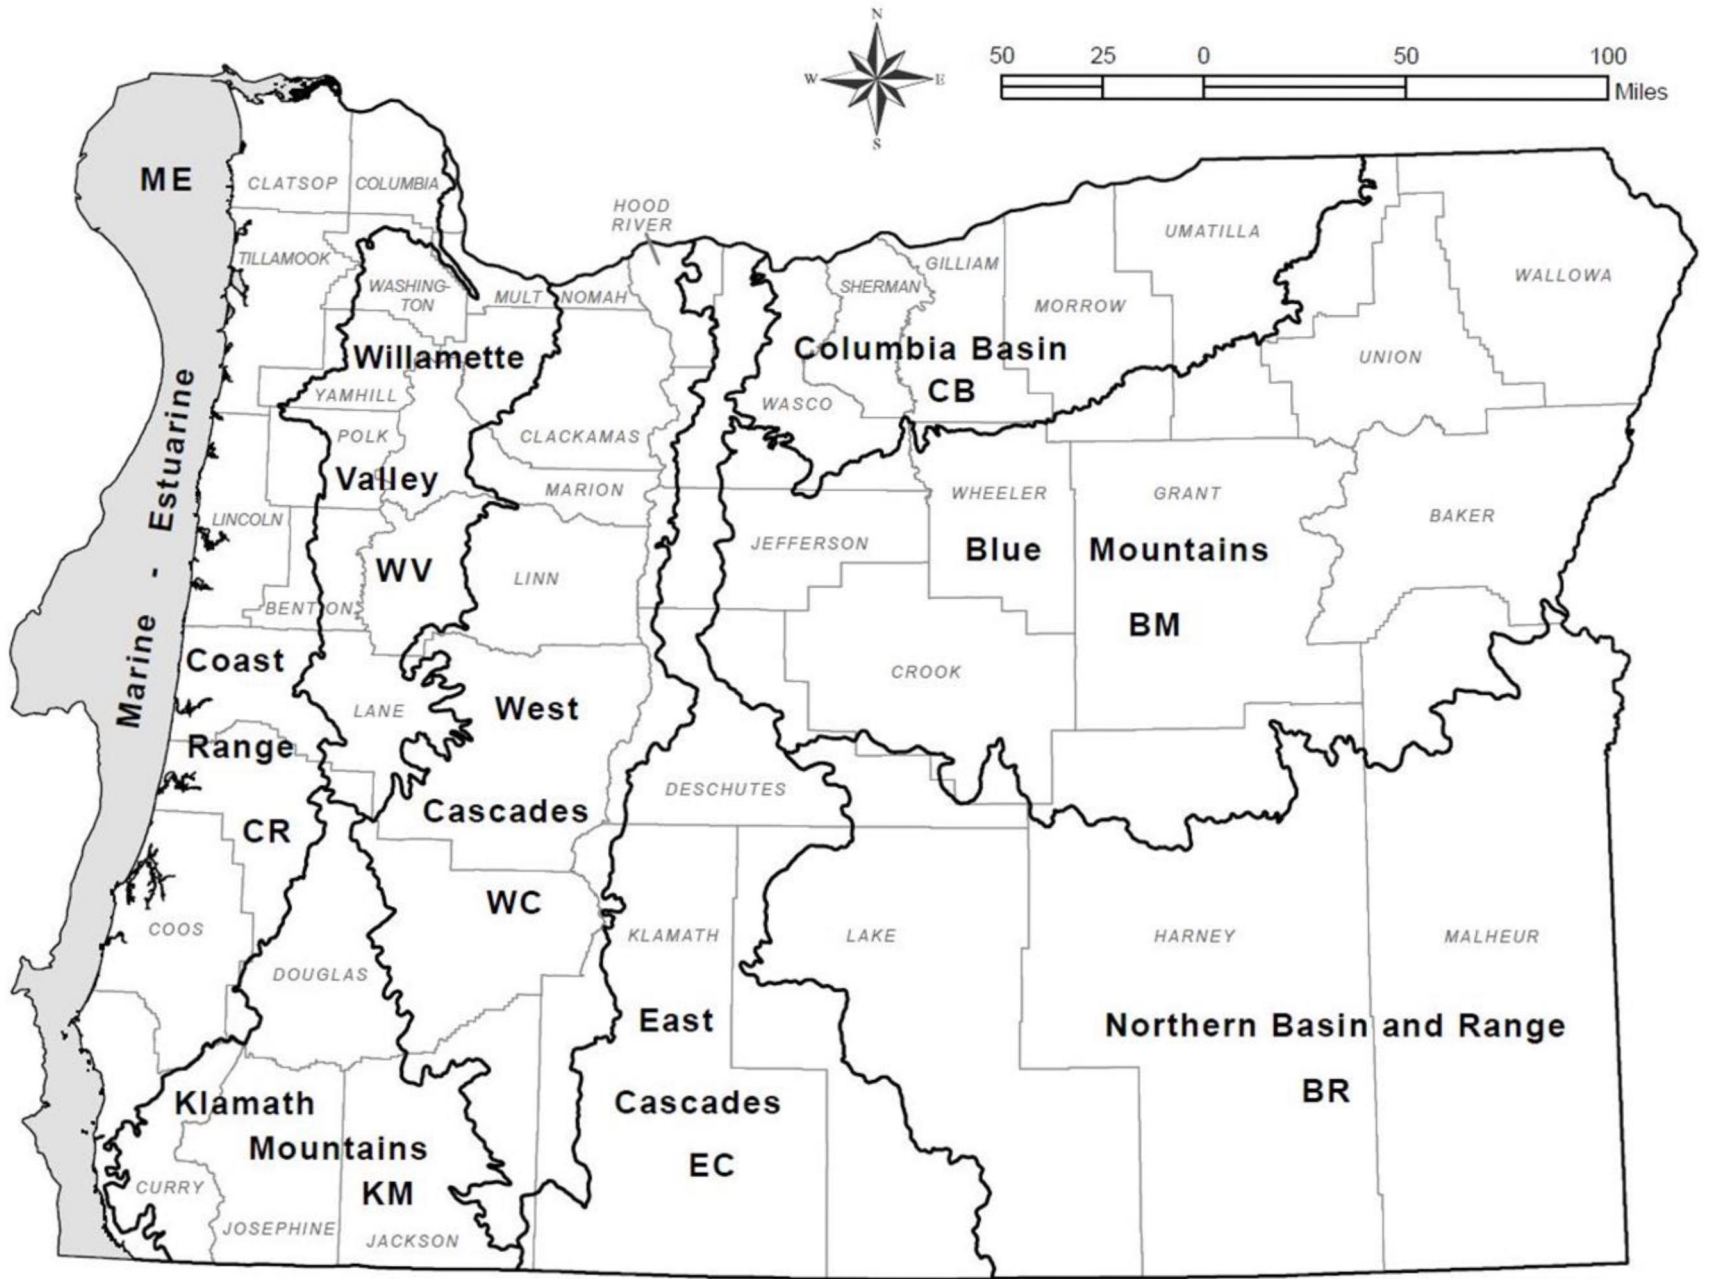 N
W E
S
50 25 0 50 100
Miles
ME
CLATSOP
COLUMBIA
HOOD
RIVER
TILLAMOOK
WASHING-
TON
MULT NOMAH
SHERMAN
GILLIAM
MORROW
UMATILLA
WALLOWA
UNION
Willamette
Columbia Basin
CB
YAMHILL
WASCO
POLK
CLACKAMAS
Valley
MARION
Marine - Estuarine
LINCOLN
WHEELER
GRANT
BAKER
JEFFERSON
Blue Mountains
WV
LINN
BENTON
BM
Coast
CROOK
LANE
West
Range
DESCHUTES
Cascades
CR
WC
COOS
KLAMATH
LAKE
HARNEY
MALHEUR
DOUGLAS
East
Northern Basin and Range
BR
Klamath
Cascades
Mountains
EC
KM
CURRY
JOSEPHINE
JACKSON